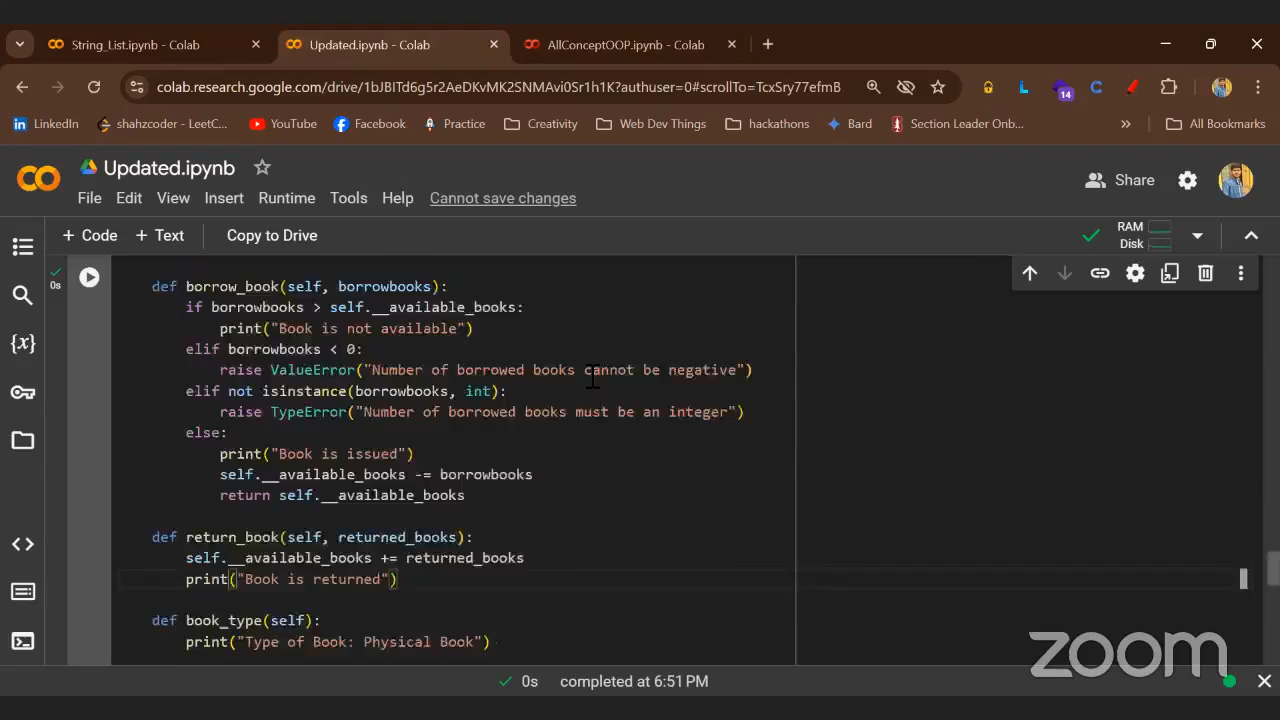 String_List.ipynb - Colab
Updated.ipynb - Colab
AllConceptOOP.ipynb - Colab
colab.research.google.com/drive/1bJBITd6g5r2AeDKvMK2SNMAvi0Sr1h1K?authuser=0#scrollTo=TcxSry77efmB
14
LinkedIn
shahzcoder - LeetC...
YouTube
Facebook
Practice
Creativity
Web Dev Things
hackathons
Bard
Section Leader Onb...
All Bookmarks
Updated.ipynb
Share
File Edit View Insert Runtime Tools Help Cannot save changes
+ Code + Text Copy to Drive
RAM
Disk
0s
def borrow_book(self, borrowbooks):
if borrowbooks > self.__available_books:
print("Book is not available")
elif borrowbooks < 0:
raise ValueError("Number of borrowed books cannot be negative")
elif not isinstance(borrowbooks, int):
raise TypeError("Number of borrowed books must be an integer")
else:
print("Book is issued")
self.__available_books -= borrowbooks
return self.__available_books
def return_book(self, returned_books):
self.__available_books += returned_books
print("Book is returned")
def book_type(self):
print("Type of Book: Physical Book")
0s completed at 6:51 PM
zoom